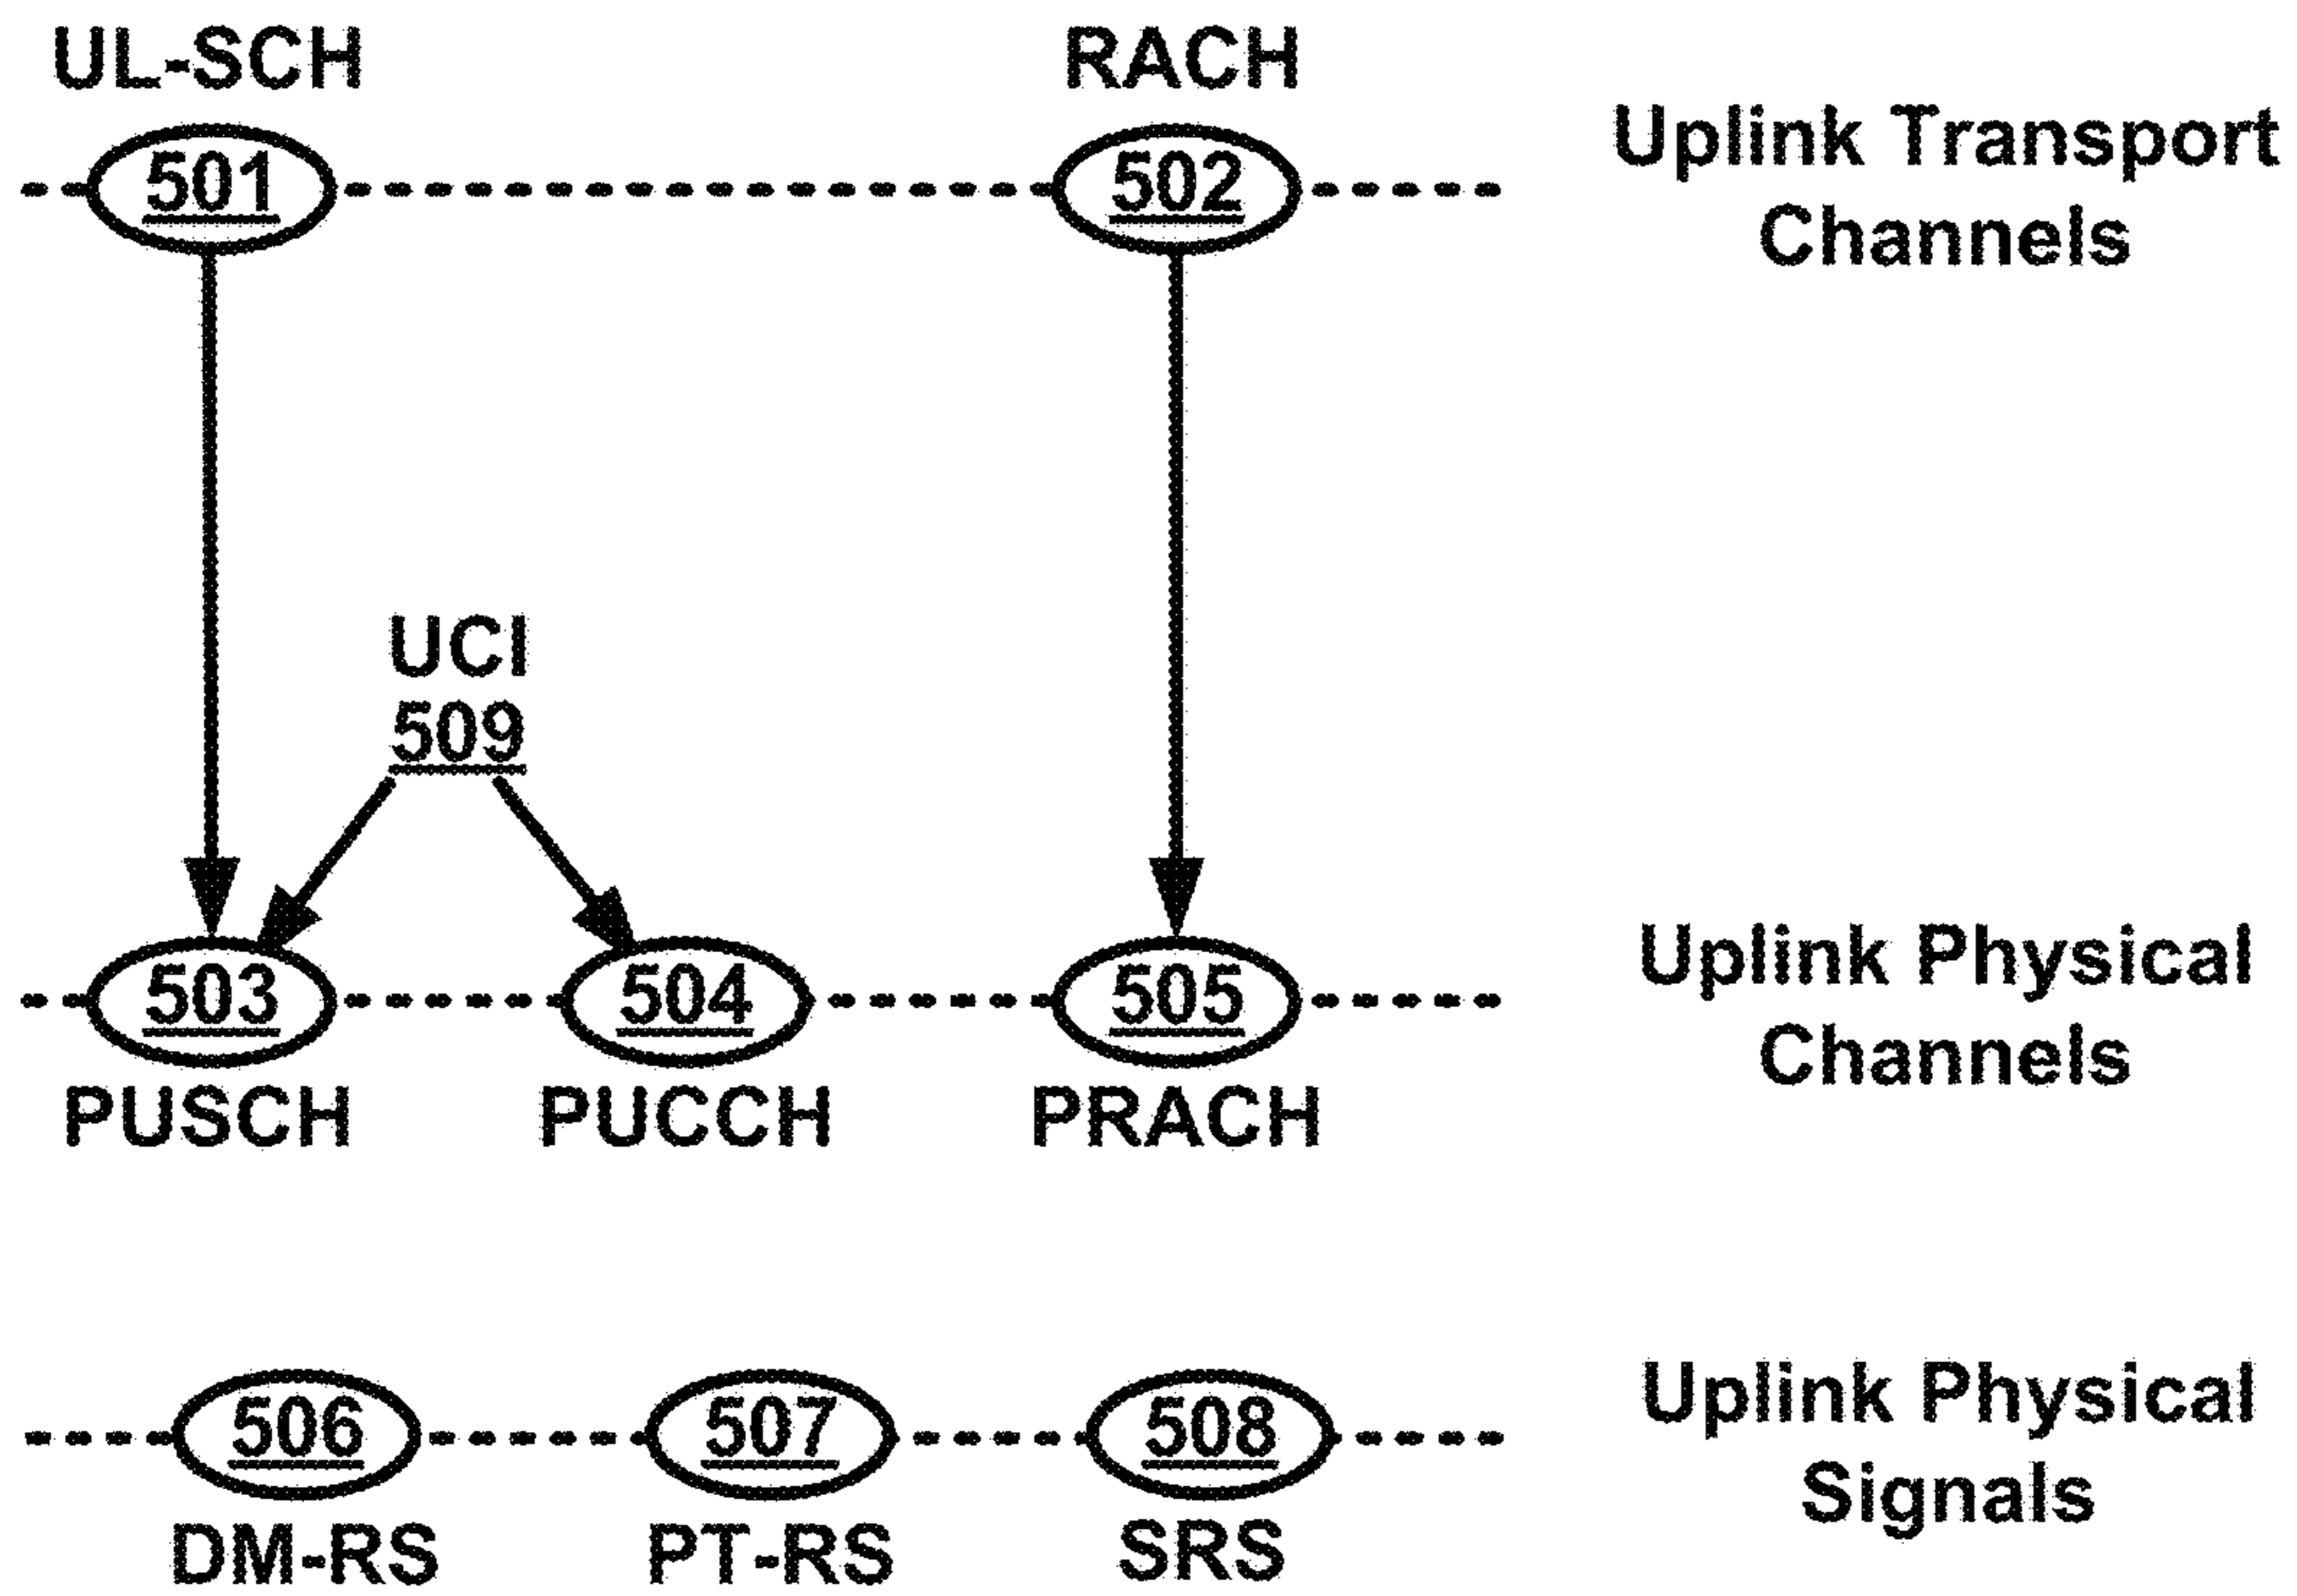 UL-SCH
RACH
501
502
Uplink Transport
Channels
UCI
509
503
504
505
Uplink Physical
Channels
PUSCH
PUCCH
PRACH
506
507
508
Uplink Physical
Signals
DM-RS
PT-RS
SRS